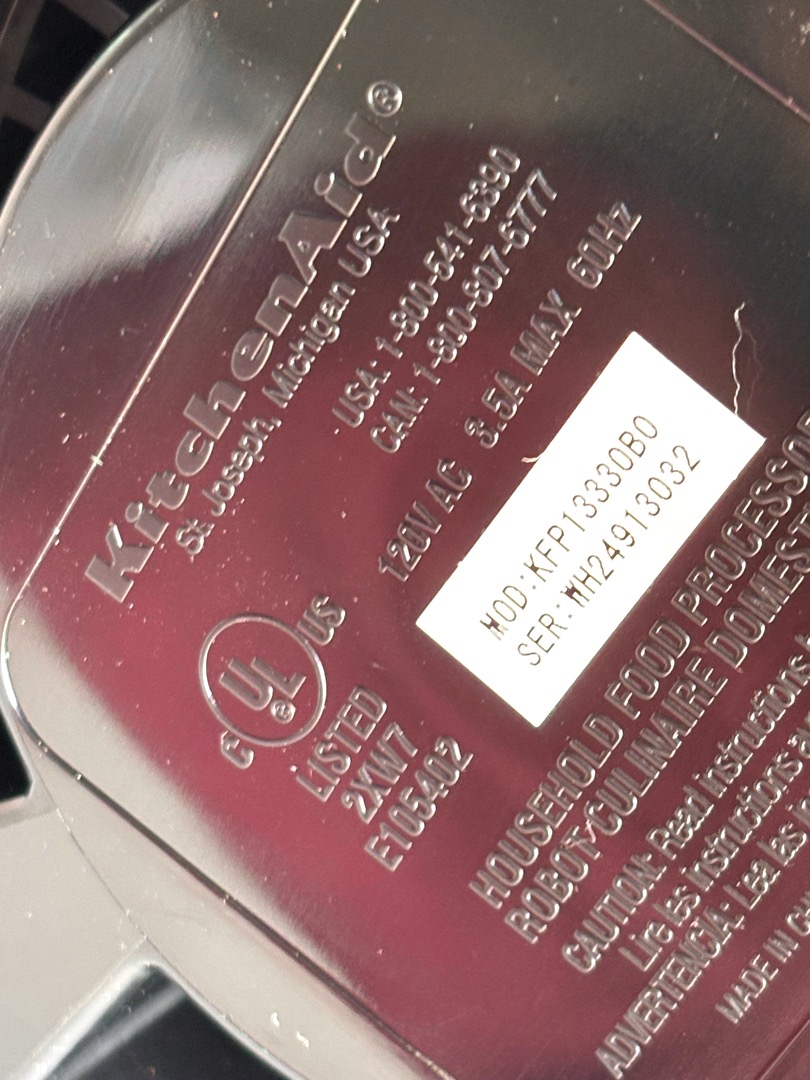 KitchenAid®
St. Joseph, Michigan USA
USA: 1-800-541-6390
CAN: 1-800-807-6777
120V AC 3.5A MAX 60Hz
MOD:KFP13330B0
SER:WH24913032
C UL® US
LISTED
2XW7
E105402
HOUSEHOLD FOOD PROCESSOR
ROBOT CULINAIRE DOMEST
CAUTION: Read instructions
Lire les instructions a
ADVERTENCIA: Lea las i
MADE IN CH